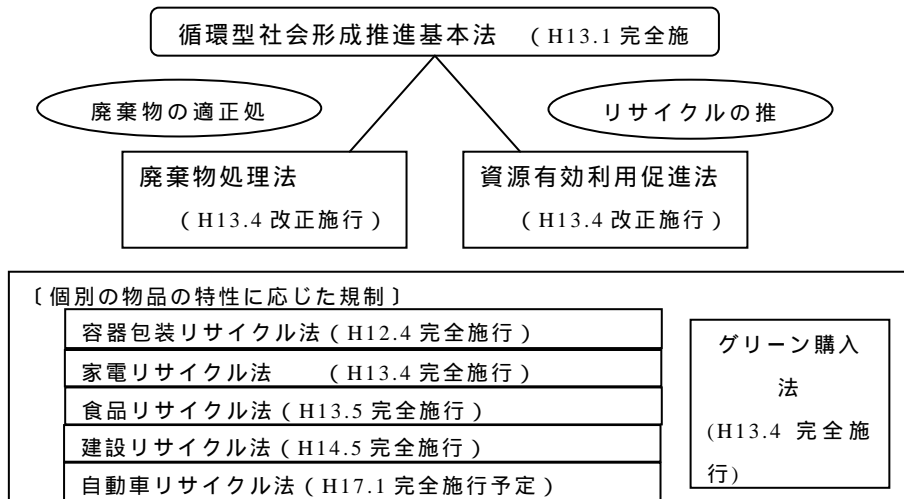 循環型社会形成推進基本法 （H13.1完全施
廃棄物の適正処
リサイクルの推
廃棄物処理法
（H13.4改正施行）
資源有効利用促進法
（H13.4改正施行）
〔個別の物品の特性に応じた規制〕
容器包装リサイクル法（H12.4完全施行）
家電リサイクル法 （H13.4完全施行）
食品リサイクル法（H13.5完全施行）
建設リサイクル法（H14.5完全施行）
自動車リサイクル法（H17.1完全施行予定）
グリーン購入
法
(H13.4 完全施
行)